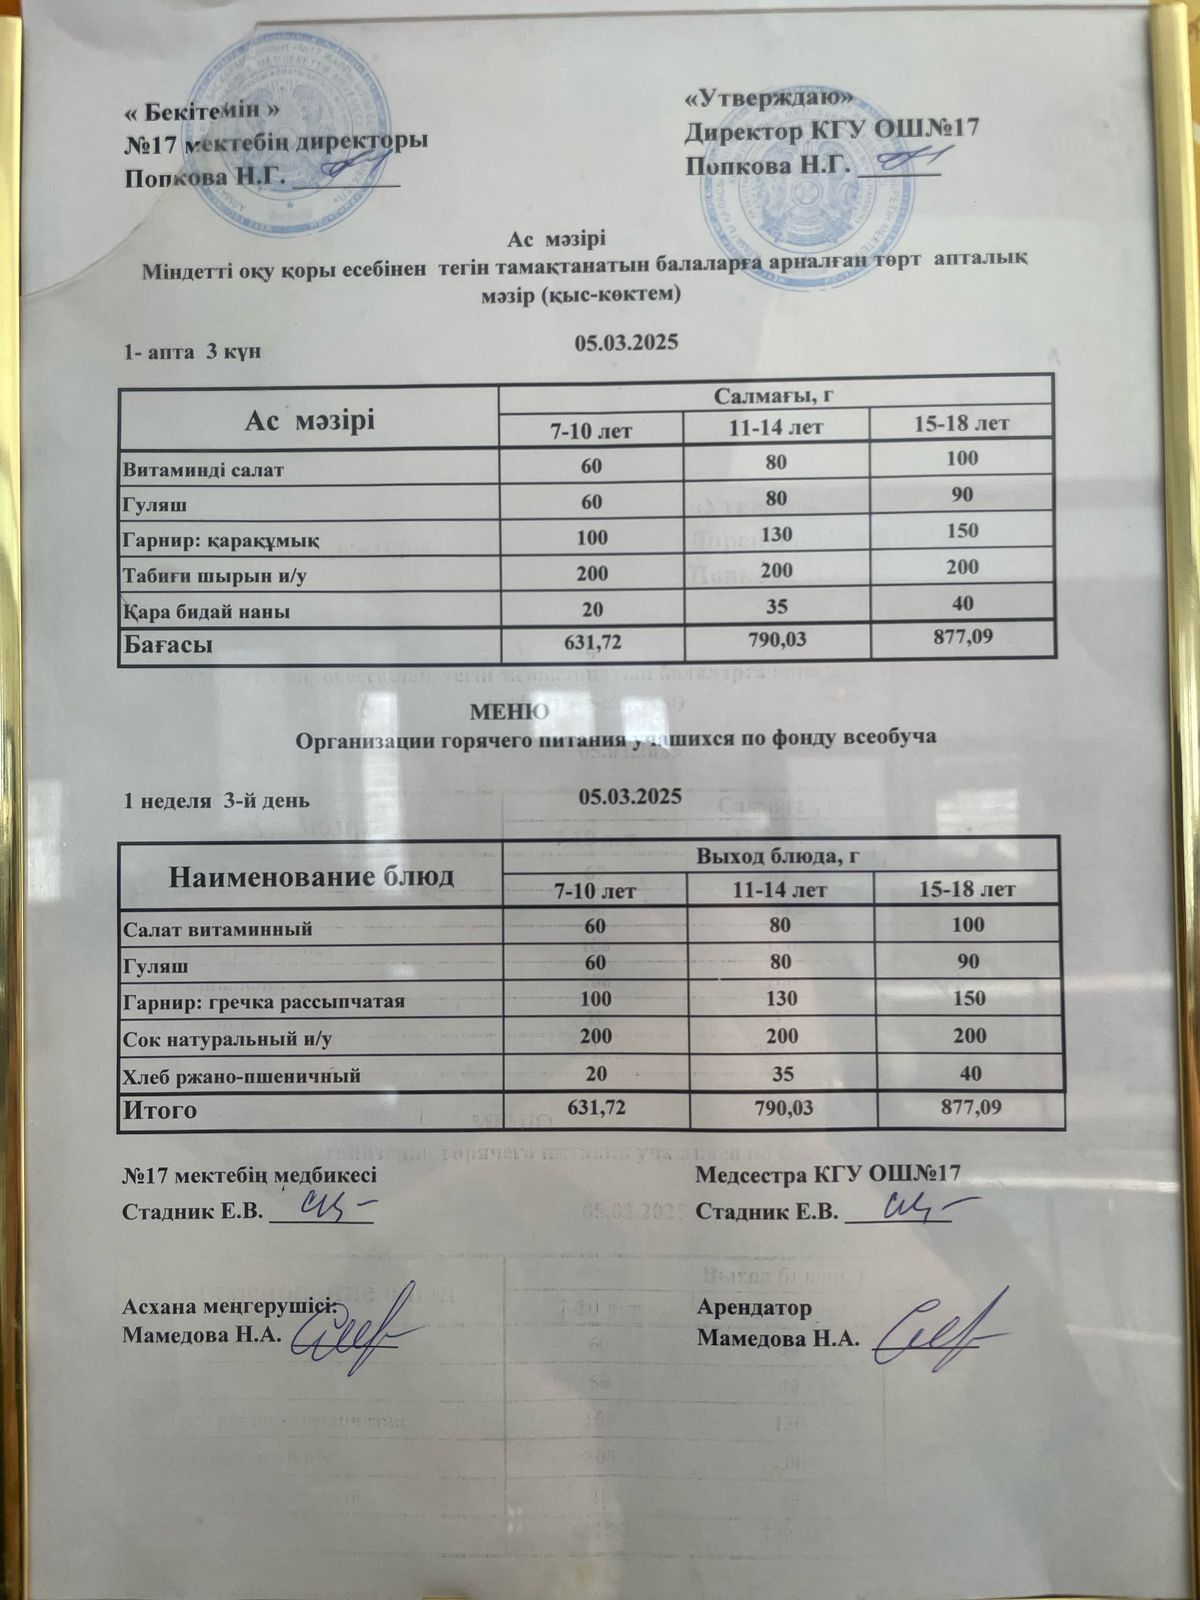 « Бекітемін »
№17 мектебің директоры
Попкова Н.Г.
«Утверждаю»
Директор КГУ ОШ№17
Попкова Н.Г.
Ас мәзірі
Міндетті оқу қоры есебінен тегін тамақтанатын балаларға арналған төрт апталық
мәзір (қыс-көктем)
1- апта 3 күн 05.03.2025
Ас мәзірі Салмағы, г
7-10 лет 11-14 лет 15-18 лет
Витаминді салат 60 80 100
Гуляш 60 80 90
Гарнир: қарақұмық 100 130 150
Табиғи шырын и/у 200 200 200
Қара бидай наны 20 35 40
Бағасы 631,72 790,03 877,09
МЕНЮ
Организации горячего питания учащихся по фонду всеобуча
1 неделя 3-й день 05.03.2025
Наименование блюд Выход блюда, г
7-10 лет 11-14 лет 15-18 лет
Салат витаминный 60 80 100
Гуляш 60 80 90
Гарнир: гречка рассыпчатая 100 130 150
Сок натуральный и/у 200 200 200
Хлеб ржано-пшеничный 20 35 40
Итого 631,72 790,03 877,09
№17 мектебің медбикесі
Стадник Е.В.
Медсестра КГУ ОШ№17
Стадник Е.В.
Асхана меңгерушісі:
Мамедова Н.А.
Арендатор
Мамедова Н.А.